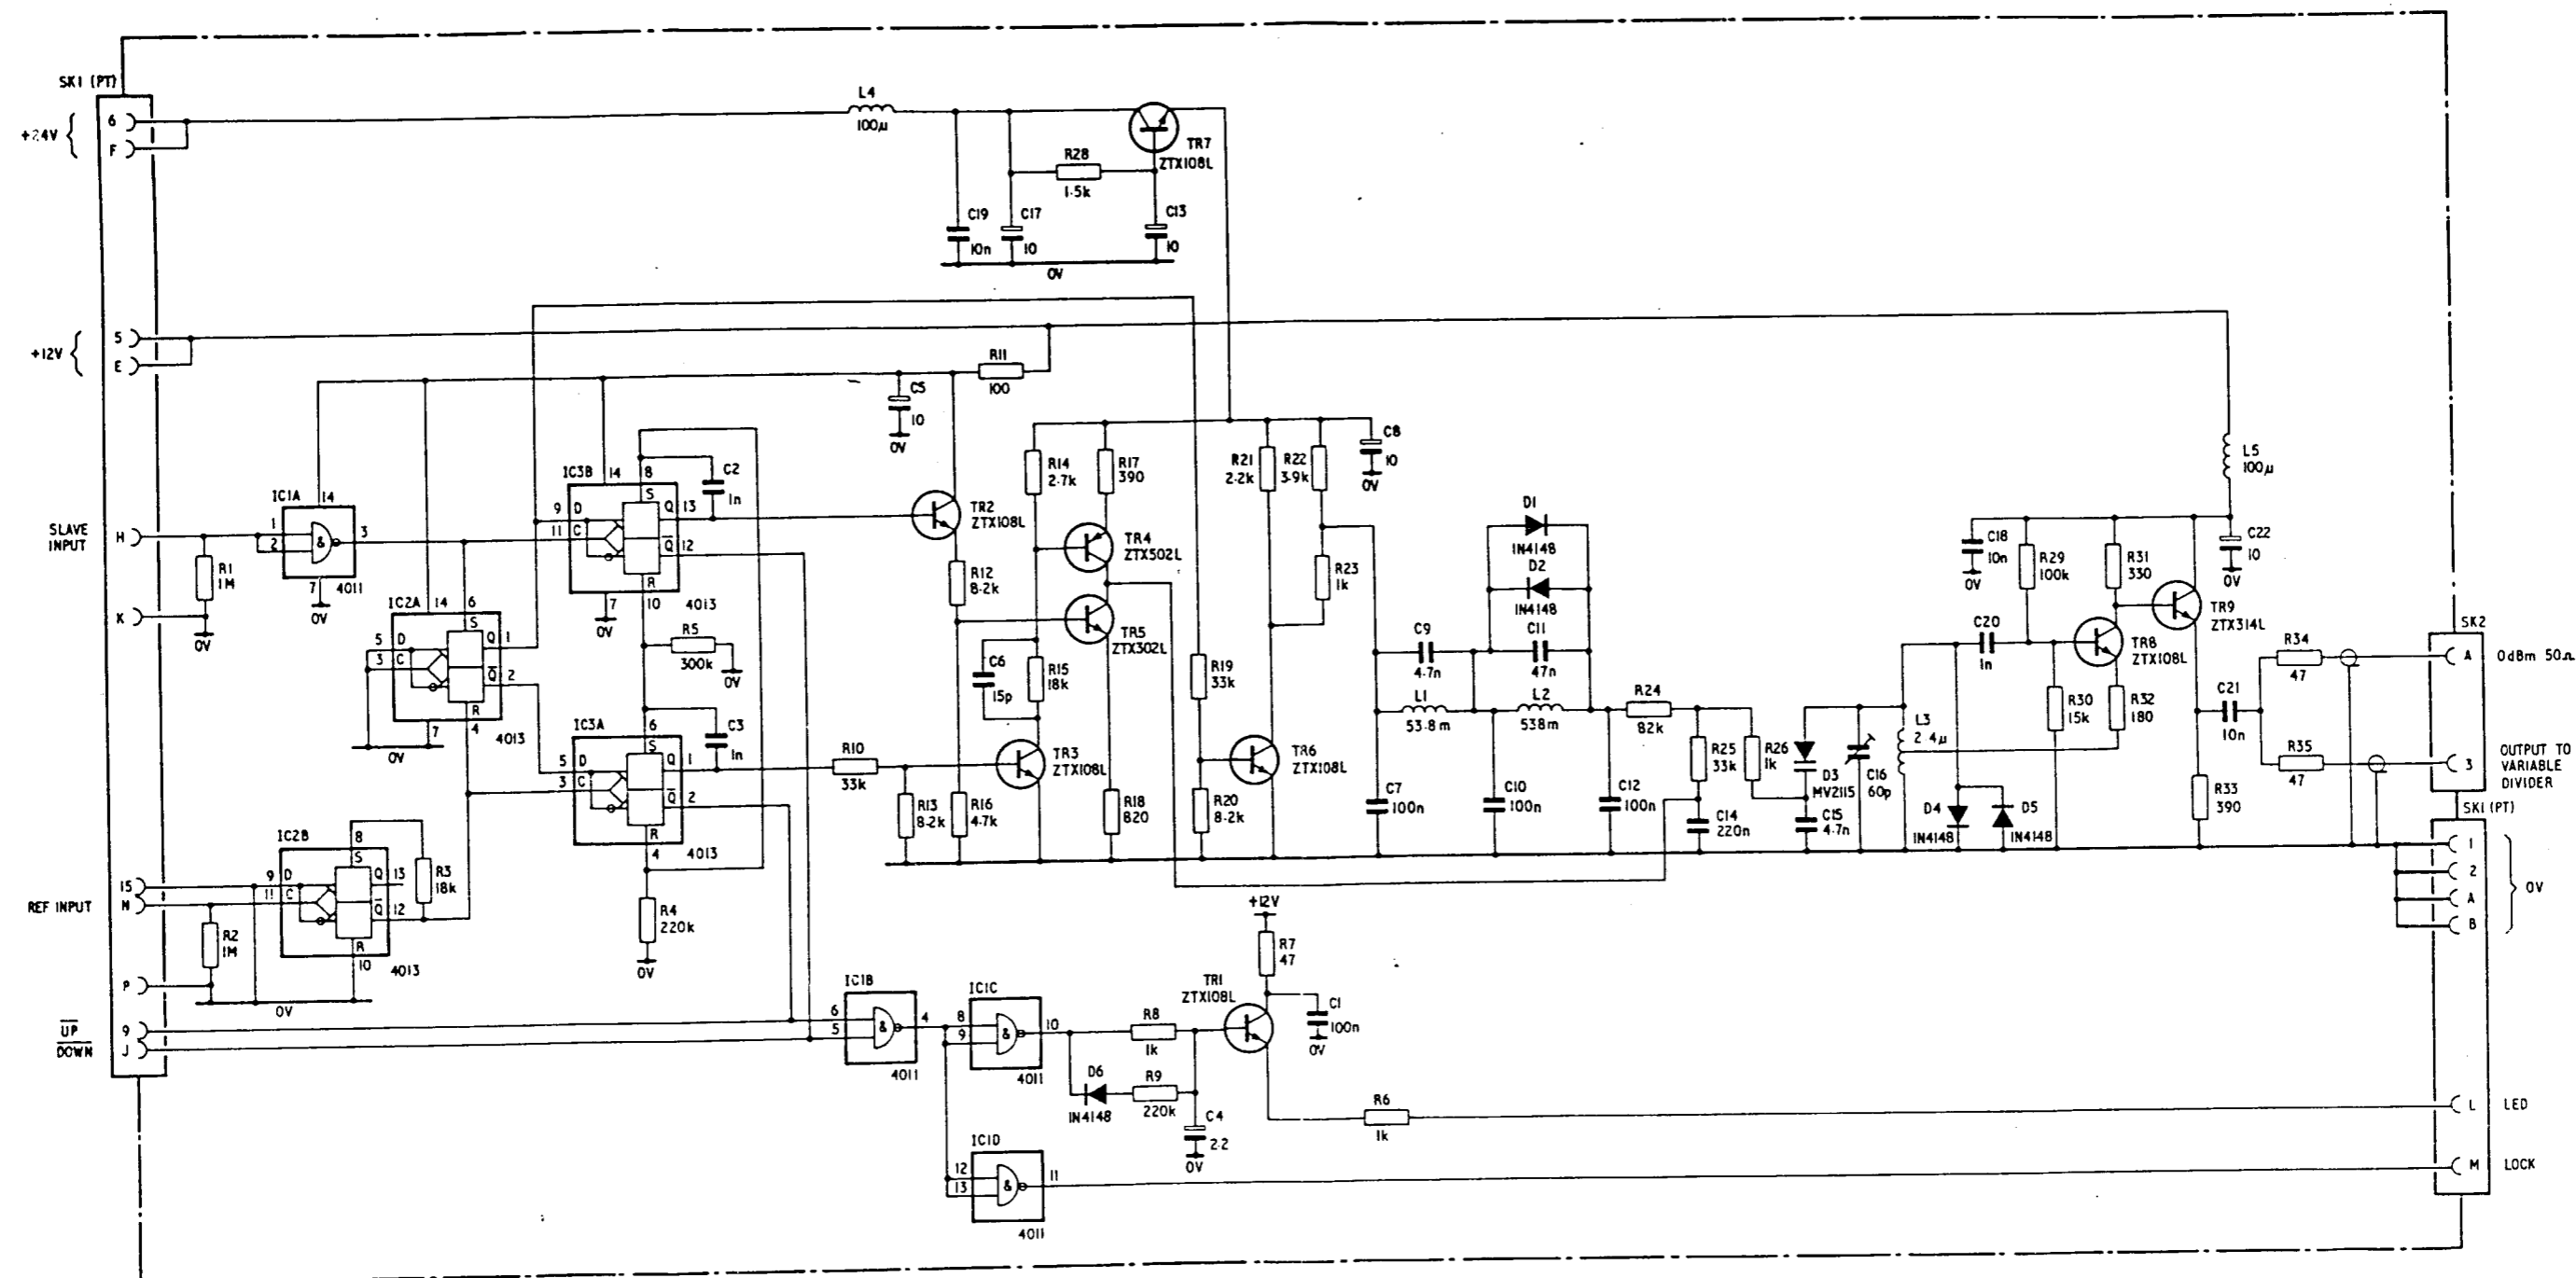 SK1 (PT)
+24V
6
F
L4
100µ
TR7
ZTX108L
R28
1·5k
C19
10n
C17
10
C13
10
0V
+12V
5
E
R11
100
C5
10
0V
SLAVE INPUT
H
K
R1
1M
0V
IC1A
14
1
2
3
7
4011
0V
IC2A
14
6
5
D
3
C
S
Q
1
Q
2
R
4
7
4013
0V
IC3B
14
8
9
D
11
C
S
Q
13
Q
12
R
7
10
4013
0V
C2
1n
R5
300k
0V
C3
1n
IC3A
6
5
D
3
C
S
Q
1
Q
2
R
4
4013
R4
220k
0V
IC2B
8
9
D
11
C
S
Q
13
Q
12
R
10
4013
R3
18k
REF INPUT
15
N
R2
1M
P
0V
UP
9
DOWN
J
TR2
ZTX108L
R12
8·2k
R14
2·7k
R17
390
TR4
ZTX502L
TR5
ZTX302L
C6
15p
R15
18k
R10
33k
R13
8·2k
R16
4·7k
TR3
ZTX108L
R18
820
R19
33k
R20
8·2k
TR6
ZTX108L
R21
2·2k
R22
3·9k
R23
1k
C8
10
0V
D1
1N4148
D2
1N4148
C9
4·7n
C11
47n
L1
53·8m
L2
538m
C7
100n
C10
100n
C12
100n
R24
82k
R25
33k
R26
1k
C14
220n
D3
MV2115
C15
4·7n
C16
60p
L3
2·4µ
D4
1N4148
D5
1N4148
C20
1n
C18
10n
0V
R29
100k
R30
15k
R31
330
R32
180
TR8
ZTX108L
TR9
ZTX314L
L5
100µ
C22
10
0V
R33
390
C21
10n
R34
47
R35
47
SK2
A
0dBm 50Ω
3
OUTPUT TO
VARIABLE
DIVIDER
SK1 (PT)
1
2
A
B
0V
IC1B
6
5
4
4011
IC1C
8
9
10
4011
IC1D
12
13
11
4011
R8
1k
D6
1N4148
R9
220k
C4
2·2
0V
TR1
ZTX108L
+12V
R7
47
C1
100n
0V
R6
1k
L
LED
M
LOCK